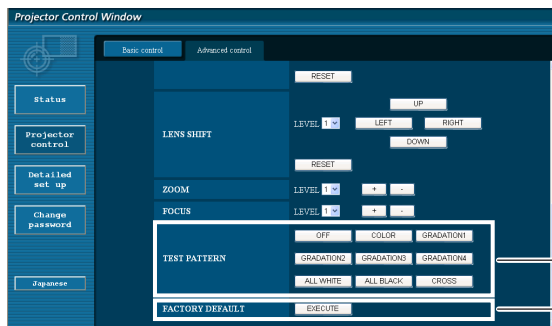 Projector Control Window
Basic control Advanced control
RESET
Status
UP
LENS SHIFT LEVEL 1 LEFT RIGHT
Projector
control
DOWN
RESET
Detailed
set up
ZOOM LEVEL 1 + -
FOCUS LEVEL 1 + -
Change
password
OFF COLOR GRADATION1
TEST PATTERN GRADATION2 GRADATION3 GRADATION4
ALL WHITE ALL BLACK CROSS
Japanese
FACTORY DEFAULT EXECUTE